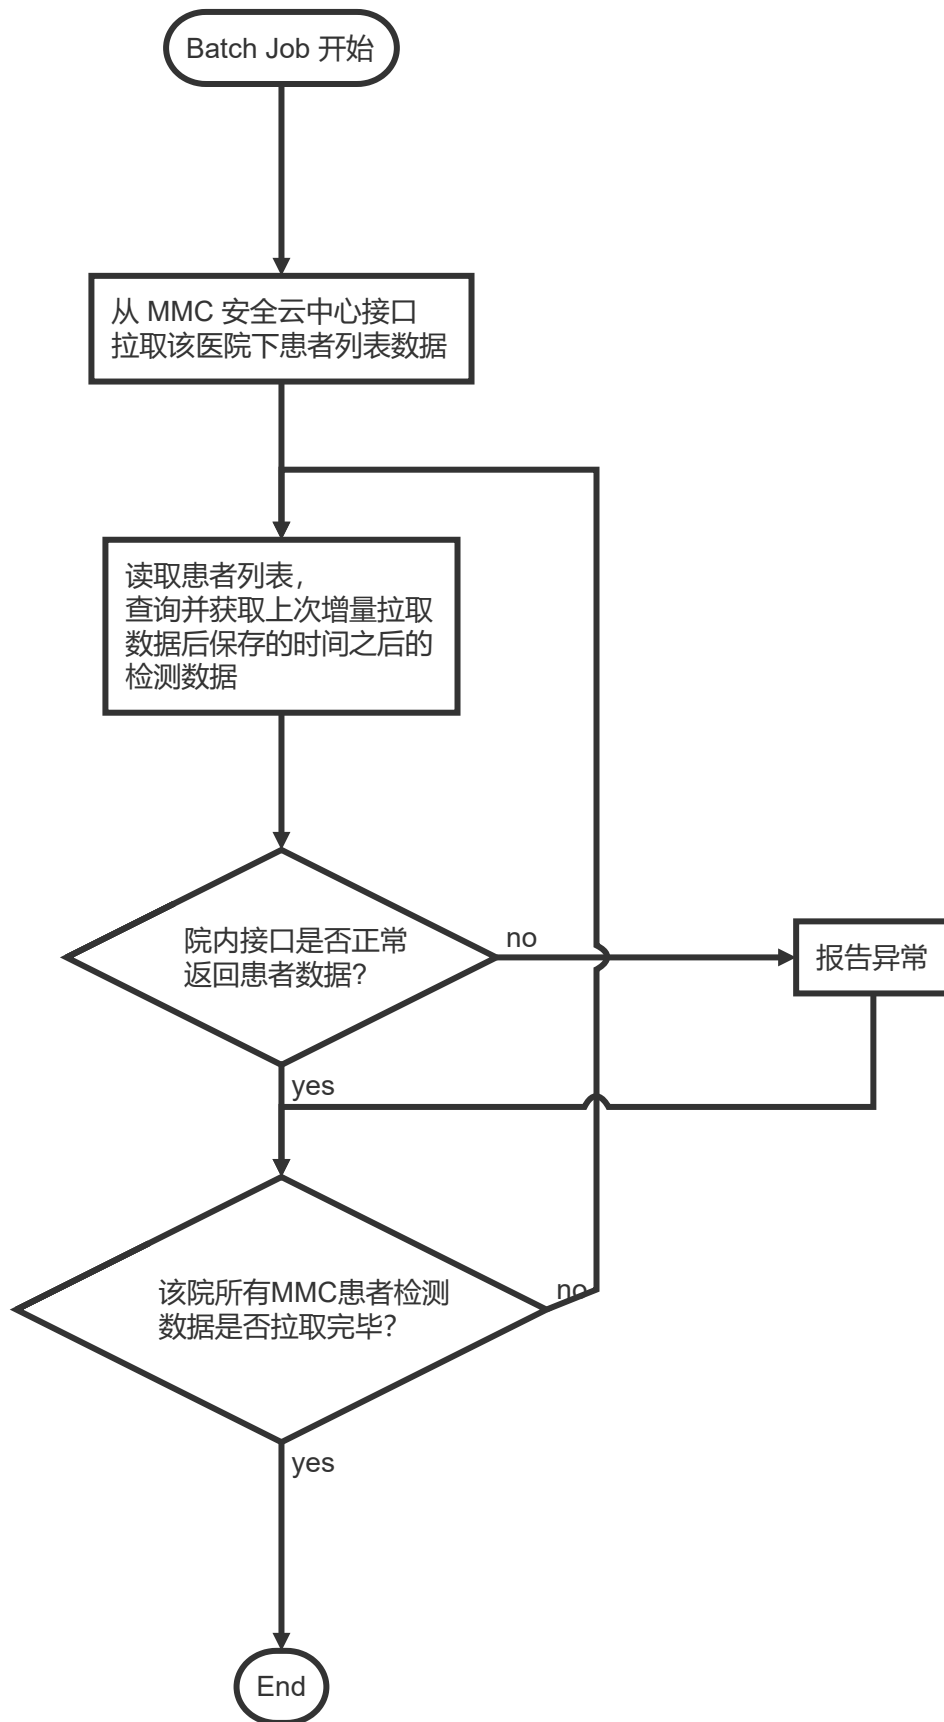 Batch Job 开始
从 MMC 安全云中心接口
拉取该医院下患者列表数据
读取患者列表，
查询并获取上次增量拉取
数据后保存的时间之后的
检测数据
院内接口是否正常
返回患者数据?
no
报告异常
yes
该院所有MMC患者检测
数据是否拉取完毕?
no
yes
End